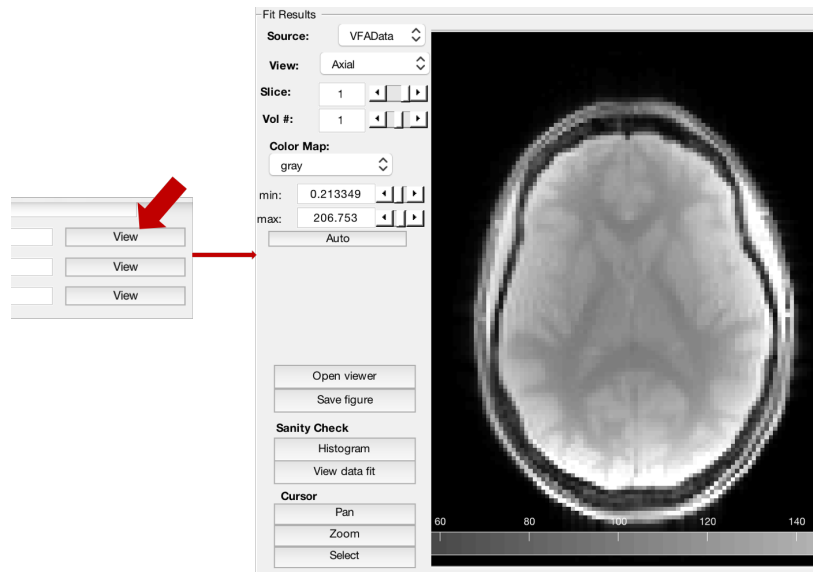 Fit Results
Source: VFAData
View: Axial
Slice: 1
Vol #: 1
Color Map:
gray
min: 0.213349
max: 206.753
Auto
View
View
View
Open viewer
Save figure
Sanity Check
Histogram
View data fit
Cursor
Pan
Zoom
Select
60 80 100 120 140